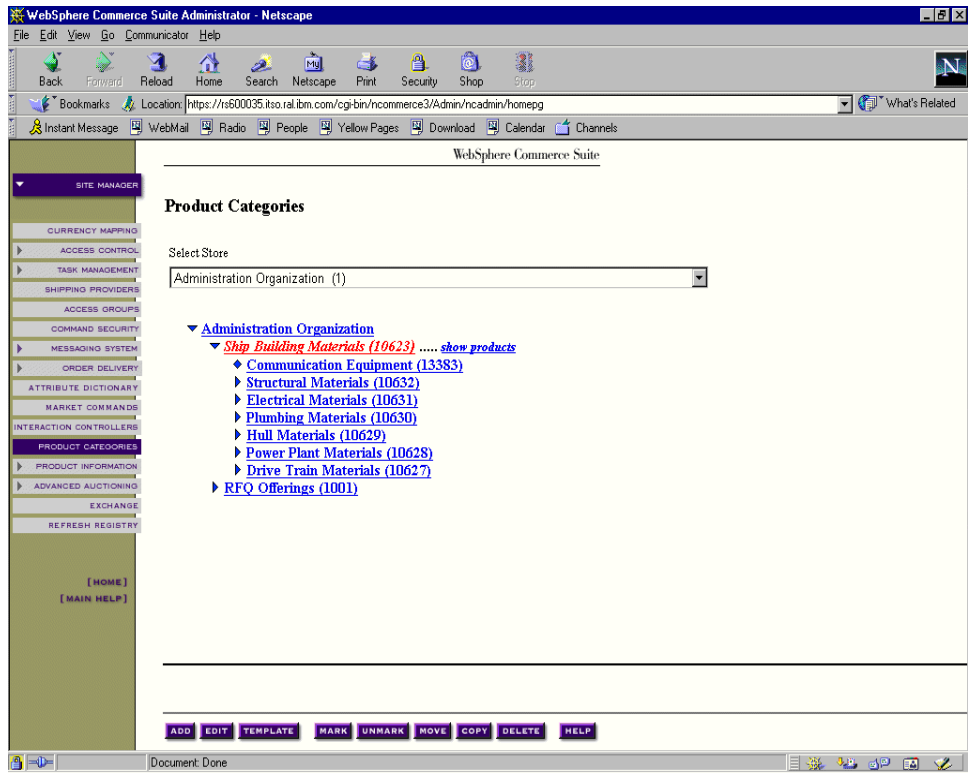 WebSphere Commerce Suite Administrator - Netscape
File Edit View Go Communicator Help
Back Forward Reload Home Search Netscape Print Security Shop Stop
My
N
Bookmarks Location: https://rs600035.itso.ral.ibm.com/cgi-bin/ncommerce3/Admin/ncadmin/homepg What's Related
Instant Message WebMail Radio People Yellow Pages Download Calendar Channels
WebSphere Commerce Suite
SITE MANAGER
CURRENCY MAPPING
ACCESS CONTROL
TASK MANAGEMENT
SHIPPING PROVIDERS
ACCESS GROUPS
COMMAND SECURITY
MESSAGING SYSTEM
ORDER DELIVERY
ATTRIBUTE DICTIONARY
MARKET COMMANDS
INTERACTION CONTROLLERS
PRODUCT CATEGORIES
PRODUCT INFORMATION
ADVANCED AUCTIONING
EXCHANGE
REFRESH REGISTRY
[HOME]
[MAIN HELP]
Product Categories
Select Store
Administration Organization (1)
Administration Organization
Ship Building Materials (10623) ..... show products
Communication Equipment (13383)
Structural Materials (10632)
Electrical Materials (10631)
Plumbing Materials (10630)
Hull Materials (10629)
Power Plant Materials (10628)
Drive Train Materials (10627)
RFQ Offerings (1001)
ADD EDIT TEMPLATE MARK UNMARK MOVE COPY DELETE HELP
Document: Done